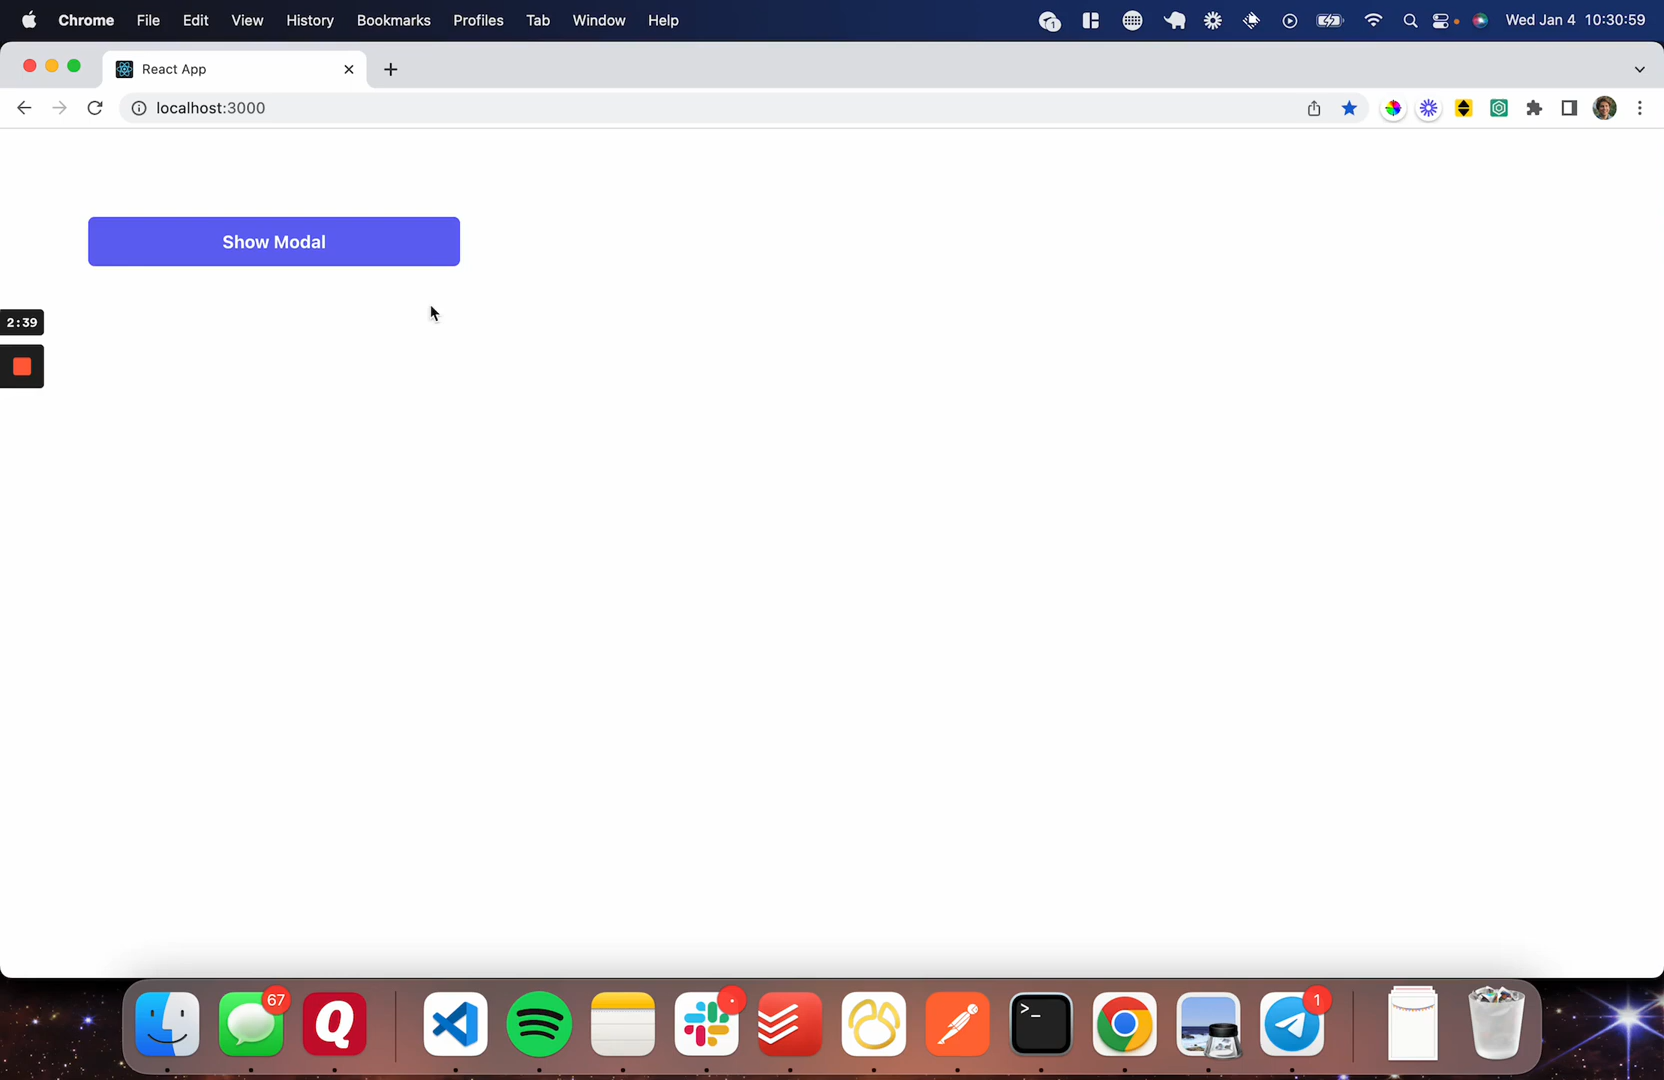 Chrome File Edit View History Bookmarks Profiles Tab Window Help 1 Wed Jan 4 10:30:59
React App
localhost:3000
Show Modal
2:39
67 Q >_ 1